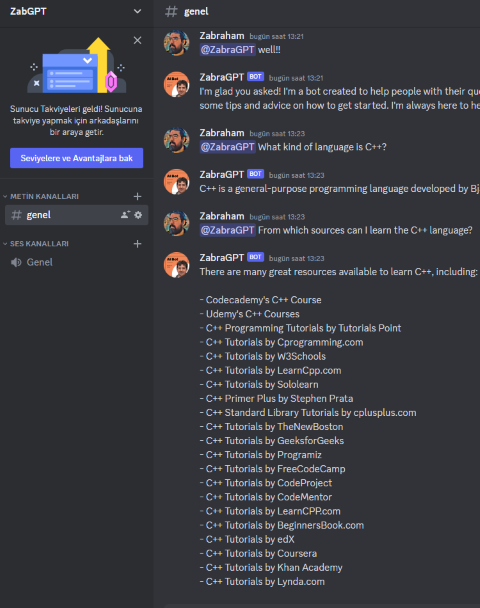 ZabGPT
Sunucu Takviyeleri geldi! Sunucuna
takviye yapmak için arkadaşlarını
bir araya getir.
Seviyelere ve Avantajlara bak
METİN KANALLARI
genel
SES KANALLARI
Genel
genel
Zabraham bugün saat 13:21
@ZabraGPT well!!
ZabraGPT BOT bugün saat 13:21
I'm glad you asked! I'm a bot created to help people with their que
some tips and advice on how to get started. I'm always here to he
Zabraham bugün saat 13:23
@ZabraGPT What kind of language is C++?
ZabraGPT BOT bugün saat 13:23
C++ is a general-purpose programming language developed by Bj
Zabraham bugün saat 13:23
@ZabraGPT From which sources can I learn the C++ language?
ZabraGPT BOT bugün saat 13:23
There are many great resources available to learn C++, including:
- Codecademy's C++ Course
- Udemy's C++ Courses
- C++ Programming Tutorials by Tutorials Point
- C++ Tutorials by Cprogramming.com
- C++ Tutorials by W3Schools
- C++ Tutorials by LearnCpp.com
- C++ Tutorials by Sololearn
- C++ Primer Plus by Stephen Prata
- C++ Standard Library Tutorials by cplusplus.com
- C++ Tutorials by TheNewBoston
- C++ Tutorials by GeeksforGeeks
- C++ Tutorials by Programiz
- C++ Tutorials by FreeCodeCamp
- C++ Tutorials by CodeProject
- C++ Tutorials by CodeMentor
- C++ Tutorials by LearnCPP.com
- C++ Tutorials by BeginnersBook.com
- C++ Tutorials by edX
- C++ Tutorials by Coursera
- C++ Tutorials by Khan Academy
- C++ Tutorials by Lynda.com